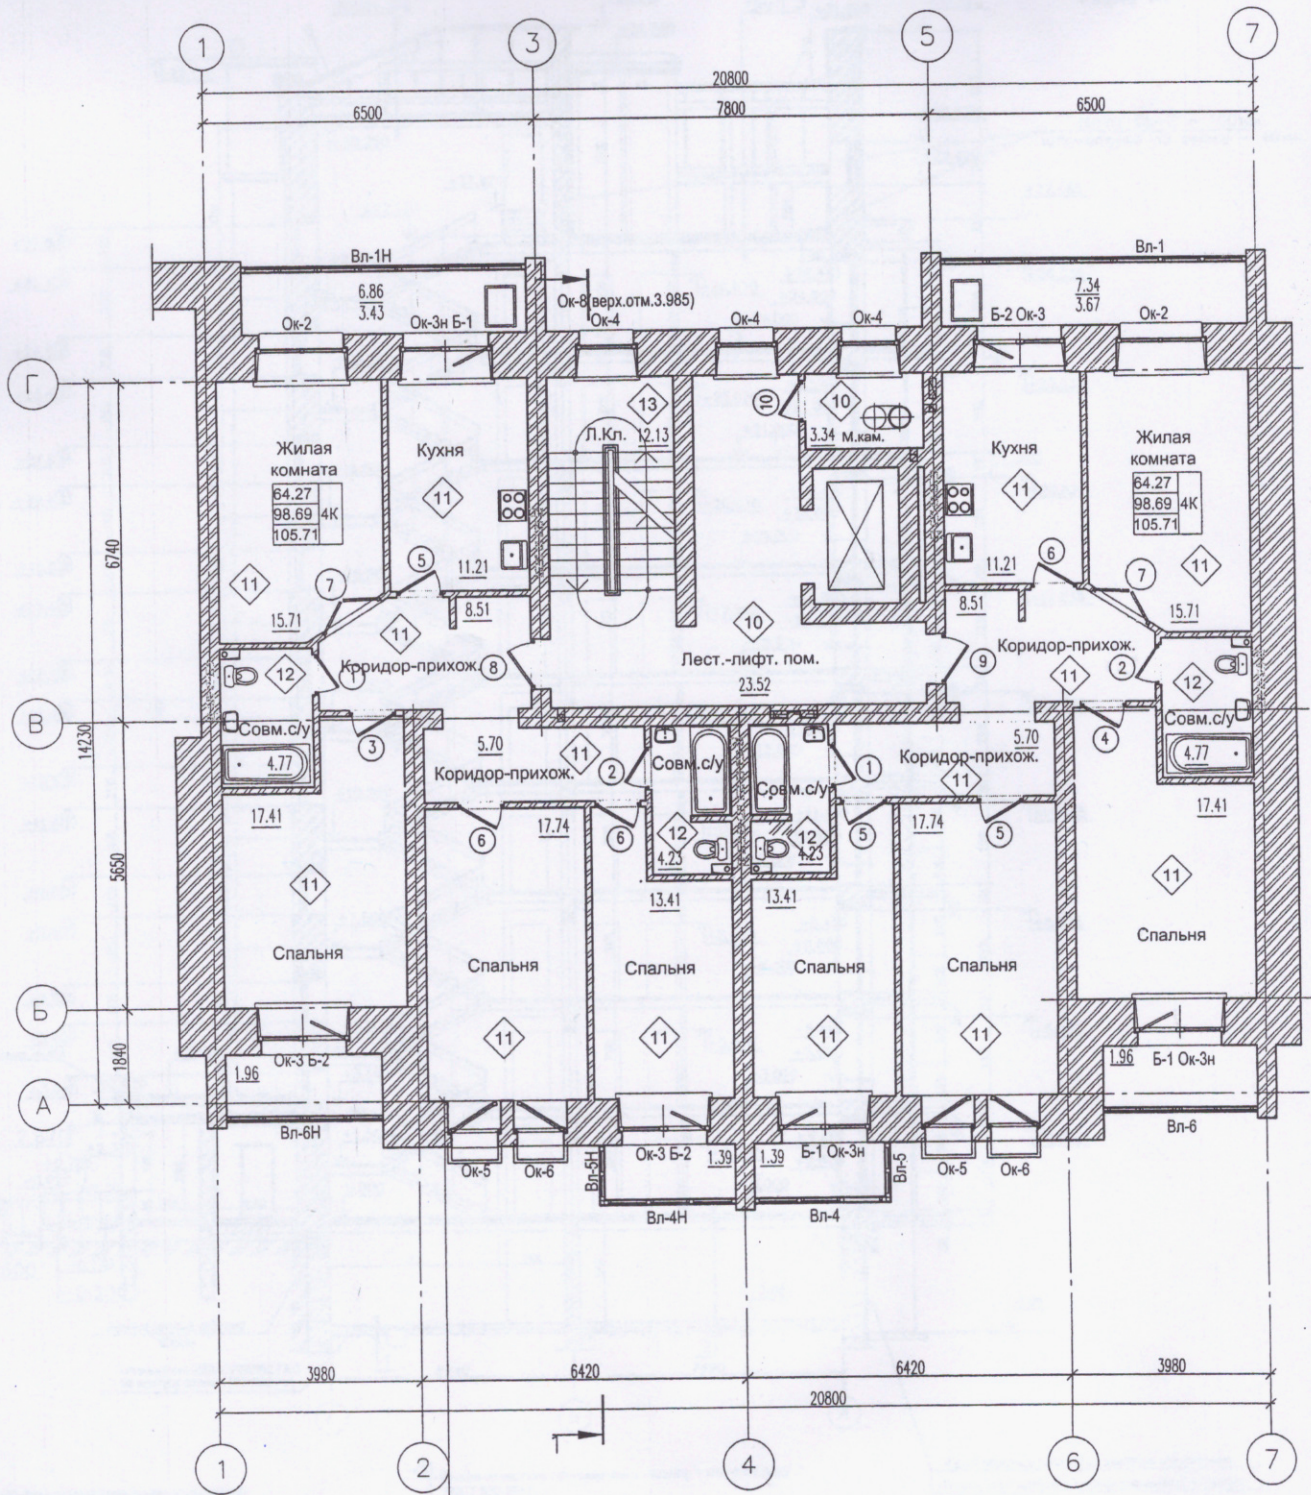 1
3
5
7
20800
6500
7800
6500
Вл-1Н
Вл-1
6.86
3.43
Ок-8(верх.отм.3.985)
7.34
3.67
Ок-2
Ок-3н Б-1
Ок-4
Ок-4
Ок-4
Б-2 Ок-3
Ок-2
Г
13
10
10
Л.Кл.
12.13
3.34
м.кам.
Жилая
комната
64.27
98.69
4К
105.71
Кухня
11
Кухня
11
Жилая
комната
64.27
98.69
4К
105.71
6740
11
7
5
11.21
11.21
6
7
11
15.71
8.51
8.51
15.71
11
10
12
1
Коридор-прихож.
8
Лест.-лифт. пом.
23.52
9
Коридор-прихож.
2
11
12
В
14230
Совм.с/у
4.77
3
5.70
11
Коридор-прихож.
2
Совм.с/у
Совм.с/у
1
5.70
Коридор-прихож.
11
4
Совм.с/у
4.77
17.41
6
17.74
6
12
4.23
12
4.23
5
17.74
5
17.41
5650
11
13.41
13.41
11
Спальня
Спальня
Спальня
Спальня
Спальня
Спальня
11
11
11
11
Б
1840
1.96
Ок-3 Б-2
1.96
Б-1 Ок-3н
А
Вл-6Н
Вл-6
Ок-5
Ок-6
Вл-5Н
Ок-3 Б-2
1.39
1.39
Б-1 Ок-3н
Вл-5
Ок-5
Ок-6
Вл-4Н
Вл-4
3980
6420
6420
3980
20800
1
2
4
6
7